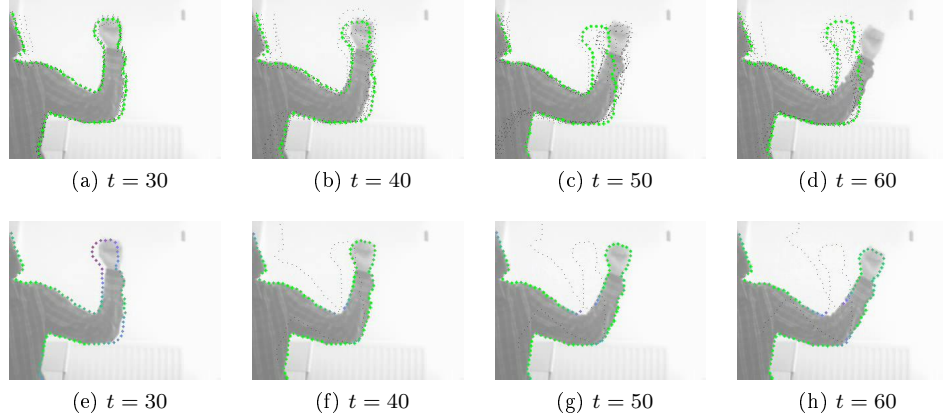 (a) t = 30
(b) t = 40
(c) t = 50
(d) t = 60
(e) t = 30
(f) t = 40
(g) t = 50
(h) t = 60